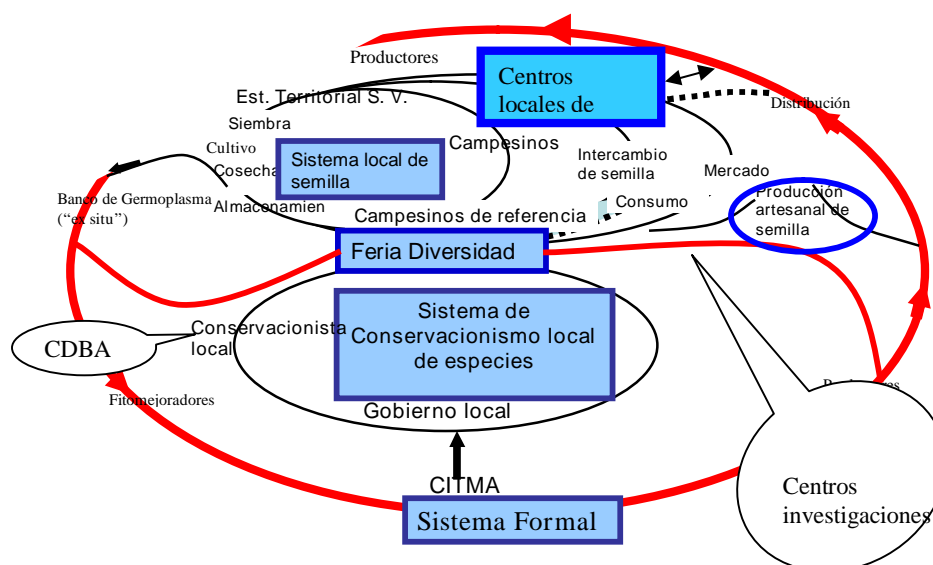 Productores
Centros
locales de
Est. Territorial S. V.
Distribución
Siembra
Cultivo
Campesinos
Sistema local de
semilla
Cosecha
Intercambio
de semilla
Mercado
Banco de Germoplasma
("ex situ")
Almacenamien
Consumo
Producción
artesanal de
semilla
Campesinos de referencia
Feria Diversidad
Sistema de
Conservacionismo local
de especies
Conservacionista
local
CDBA
Fitomejoradores
Gobierno local
CITMA
Sistema Formal
Centros
investigaciones